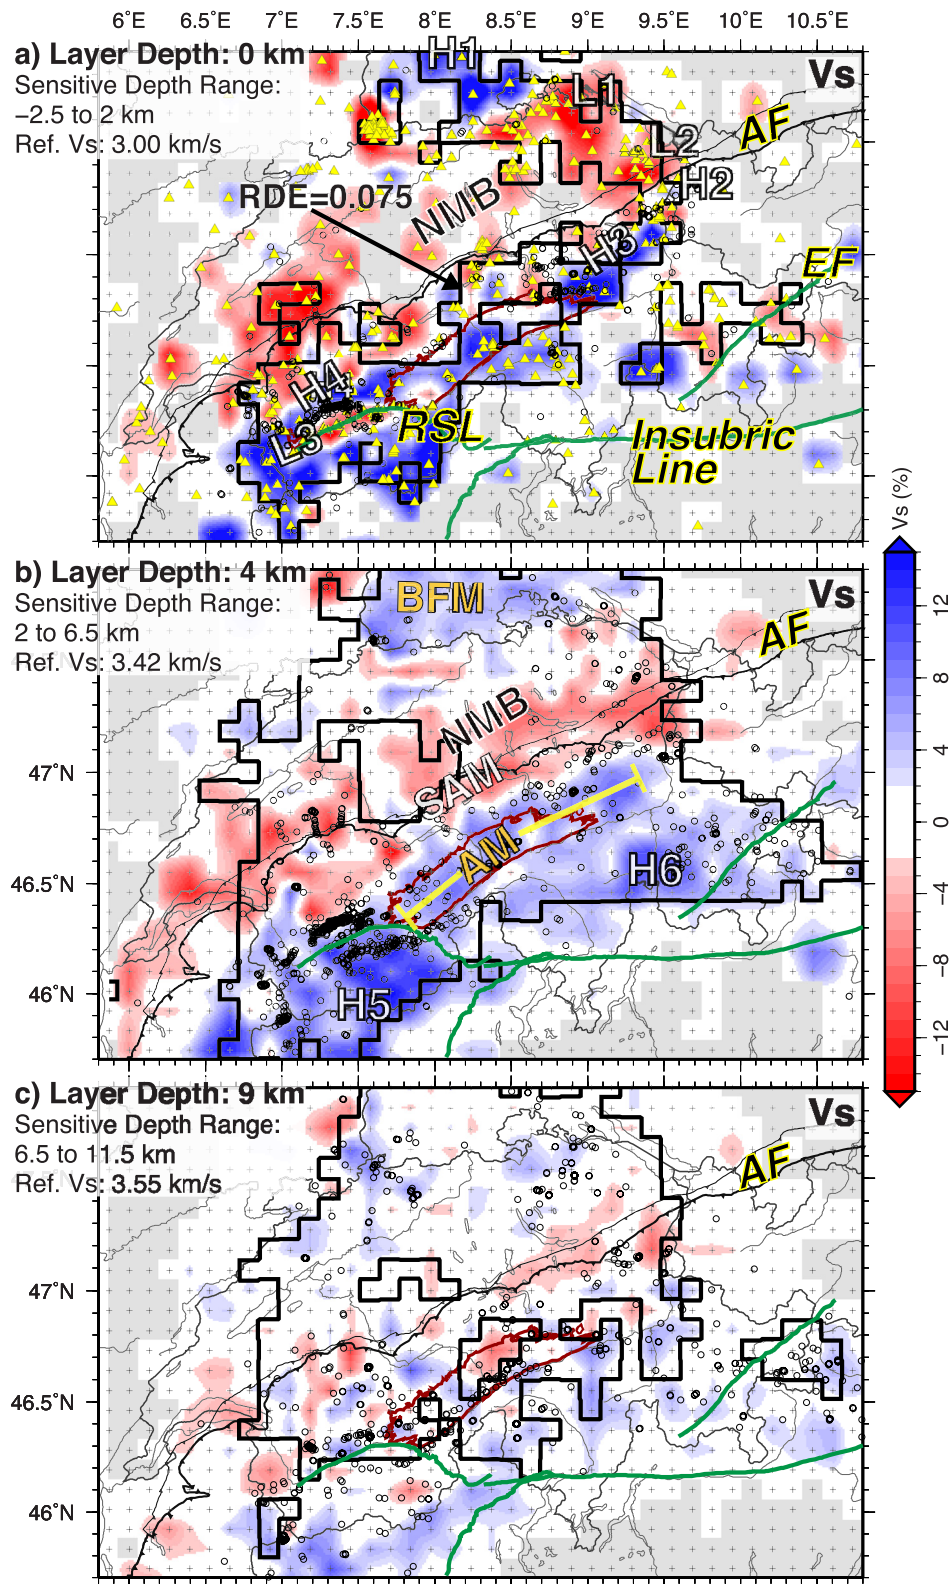 6˚ 6.5˚ 7˚ 7.5˚ 8˚ 8.5˚ 9˚ 9.5˚ 10˚ 10.5˚
a) Layer Depth: 0 km
Sensitive Depth Range:
−2.5 to 2 km
Ref. Vs: 3.00 km/s
H1
Vs
L1
AF
L2
H2
RDE=0.075
NMB
H3
EF
H4
L3
RSL
Insubric
Line
Vs (%)
b) Layer Depth: 4 km
Sensitive Depth Range:
2 to 6.5 km
Ref. Vs: 3.42 km/s
BFM
Vs
AF
NMB
SAM
AM
H6
H5
47˚N
46.5˚N
46˚N
12
8
4
0
−4
−8
−12
c) Layer Depth: 9 km
Sensitive Depth Range:
6.5 to 11.5 km
Ref. Vs: 3.55 km/s
Vs
AF
47˚N
46.5˚N
46˚N